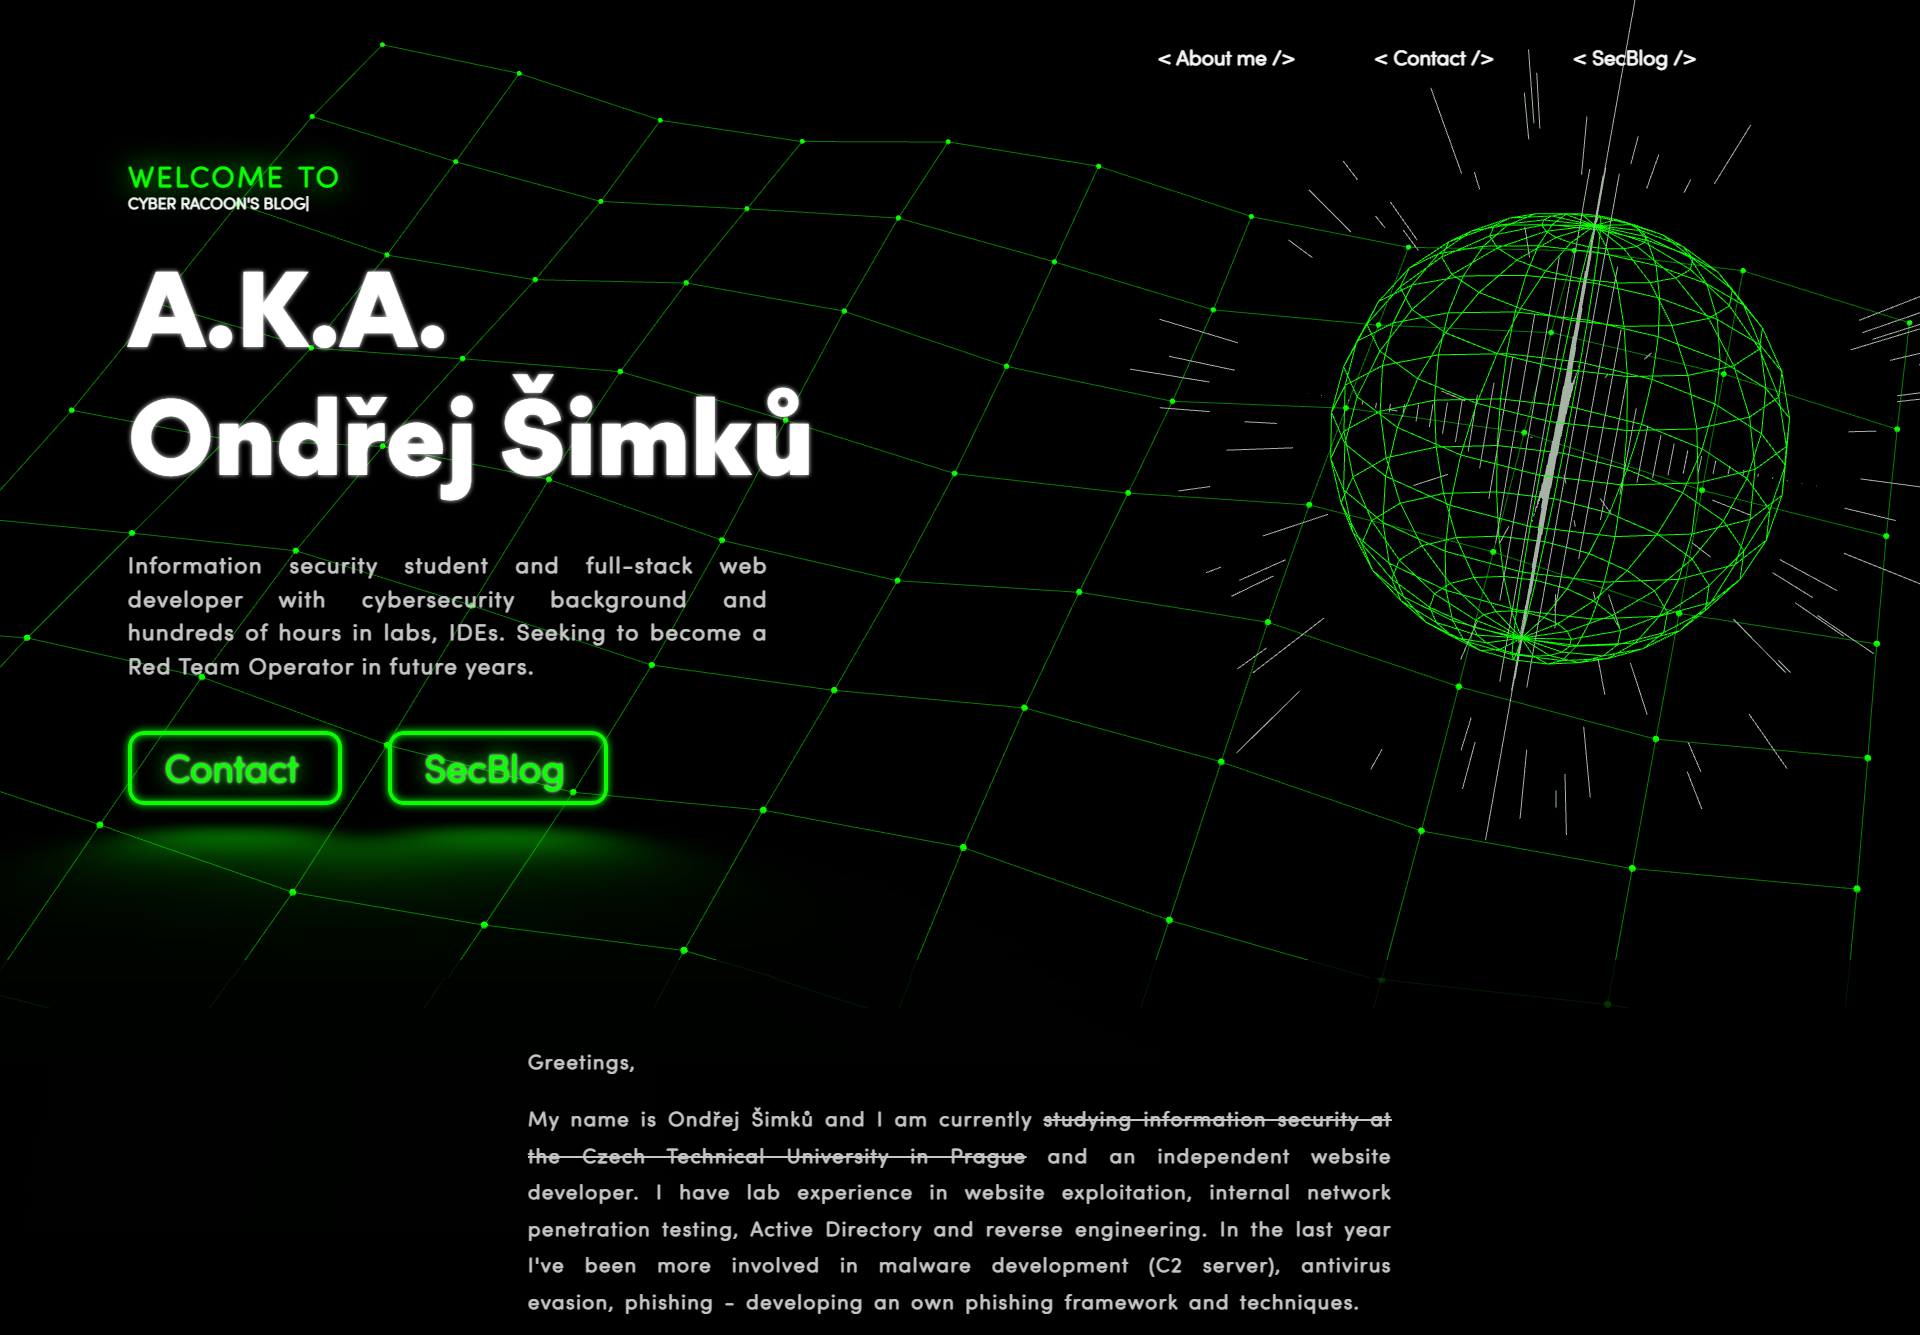 < About me />
< Contact />
< SecBlog />
WELCOME TO
CYBER RACOON'S BLOG|
A.K.A.
Ondřej Šimků
Information security student and full-stack web
developer with cybersecurity background and
hundreds of hours in labs, IDEs. Seeking to become a
Red Team Operator in future years.
Contact
SecBlog
Greetings,
My name is Ondřej Šimků and I am currently studying information security at
the Czech Technical University in Prague and an independent website
developer. I have lab experience in website exploitation, internal network
penetration testing, Active Directory and reverse engineering. In the last year
I've been more involved in malware development (C2 server), antivirus
evasion, phishing - developing an own phishing framework and techniques.